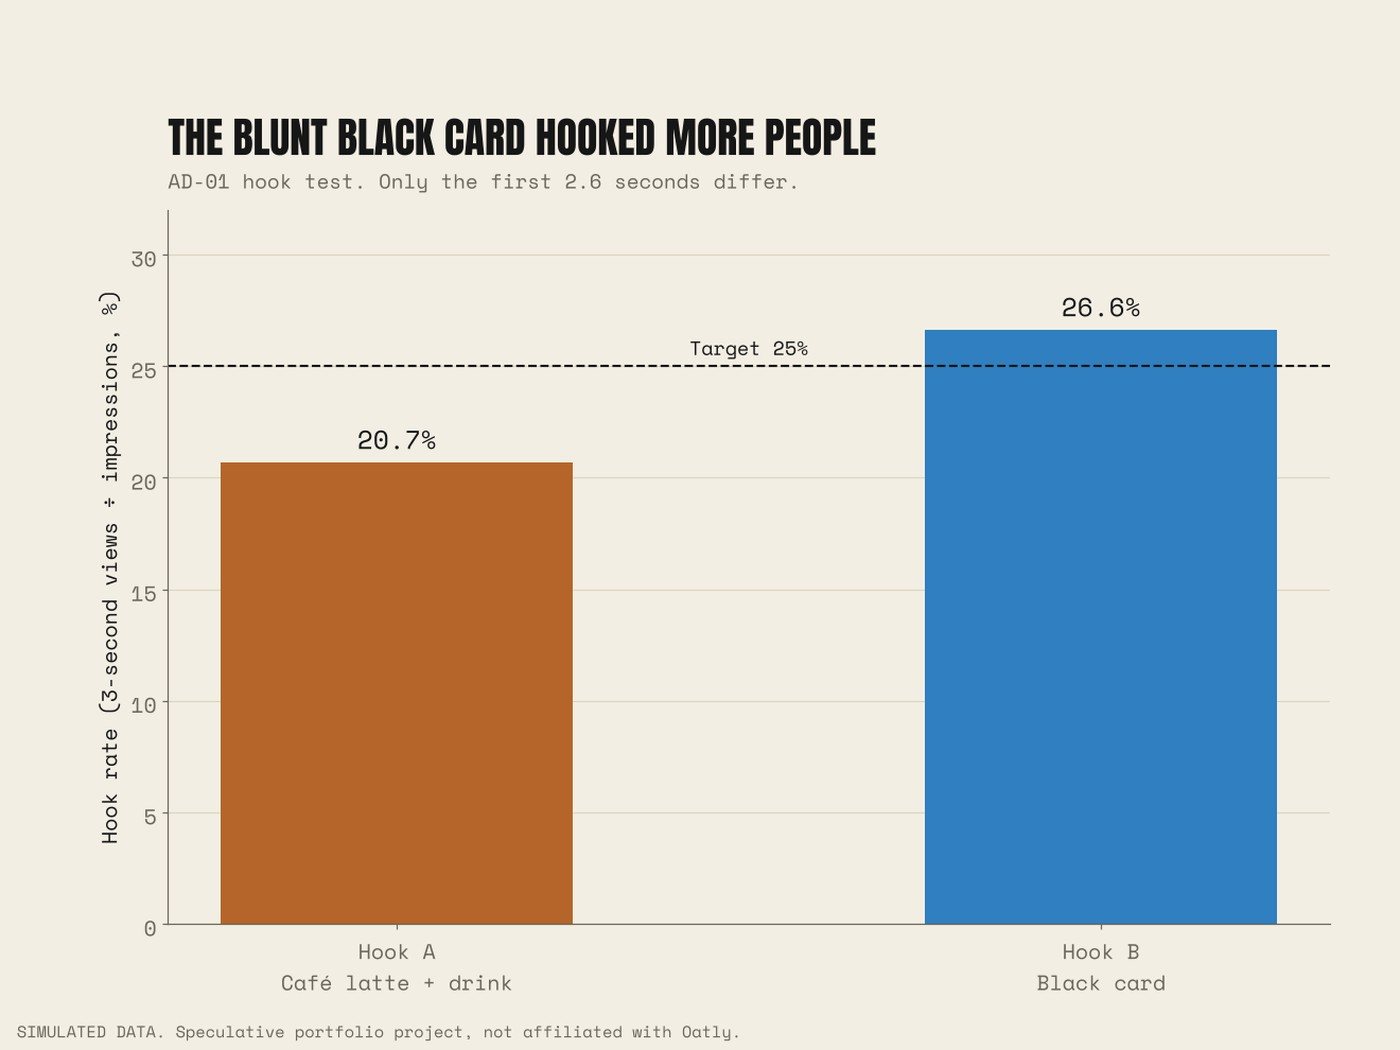 THE BLUNT BLACK CARD HOOKED MORE PEOPLE
AD-01 hook test. Only the first 2.6 seconds differ.
Hook rate (3-second views ÷ impressions, %)
30
25
20
15
10
5
0
Target 25%
20.7%
26.6%
Hook A
Café latte + drink
Hook B
Black card
SIMULATED DATA. Speculative portfolio project, not affiliated with Oatly.